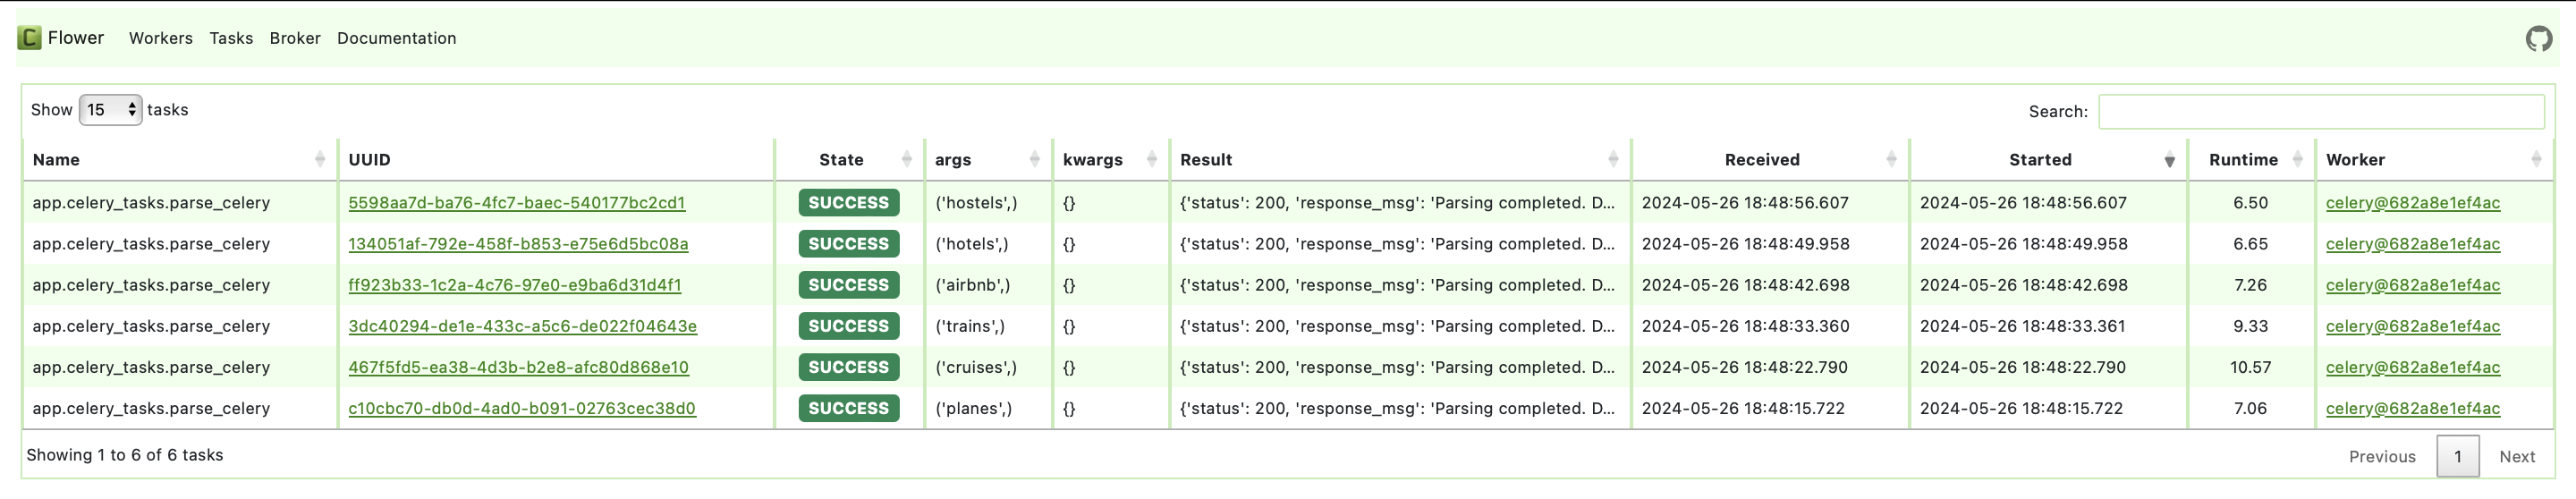 C Flower Workers Tasks Broker Documentation
Show 15 tasks Search:
Name UUID State args kwargs Result Received Started Runtime Worker
app.celery_tasks.parse_celery 5598aa7d-ba76-4fc7-baec-540177bc2cd1 SUCCESS ('hostels',) {} {'status': 200, 'response_msg': 'Parsing completed. D... 2024-05-26 18:48:56.607 2024-05-26 18:48:56.607 6.50 celery@682a8e1ef4ac
app.celery_tasks.parse_celery 134051af-792e-458f-b853-e75e6d5bc08a SUCCESS ('hotels',) {} {'status': 200, 'response_msg': 'Parsing completed. D... 2024-05-26 18:48:49.958 2024-05-26 18:48:49.958 6.65 celery@682a8e1ef4ac
app.celery_tasks.parse_celery ff923b33-1c2a-4c76-97e0-e9ba6d31d4f1 SUCCESS ('airbnb',) {} {'status': 200, 'response_msg': 'Parsing completed. D... 2024-05-26 18:48:42.698 2024-05-26 18:48:42.698 7.26 celery@682a8e1ef4ac
app.celery_tasks.parse_celery 3dc40294-de1e-433c-a5c6-de022f04643e SUCCESS ('trains',) {} {'status': 200, 'response_msg': 'Parsing completed. D... 2024-05-26 18:48:33.360 2024-05-26 18:48:33.361 9.33 celery@682a8e1ef4ac
app.celery_tasks.parse_celery 467f5fd5-ea38-4d3b-b2e8-afc80d868e10 SUCCESS ('cruises',) {} {'status': 200, 'response_msg': 'Parsing completed. D... 2024-05-26 18:48:22.790 2024-05-26 18:48:22.790 10.57 celery@682a8e1ef4ac
app.celery_tasks.parse_celery c10cbc70-db0d-4ad0-b091-02763cec38d0 SUCCESS ('planes',) {} {'status': 200, 'response_msg': 'Parsing completed. D... 2024-05-26 18:48:15.722 2024-05-26 18:48:15.722 7.06 celery@682a8e1ef4ac
Showing 1 to 6 of 6 tasks Previous 1 Next